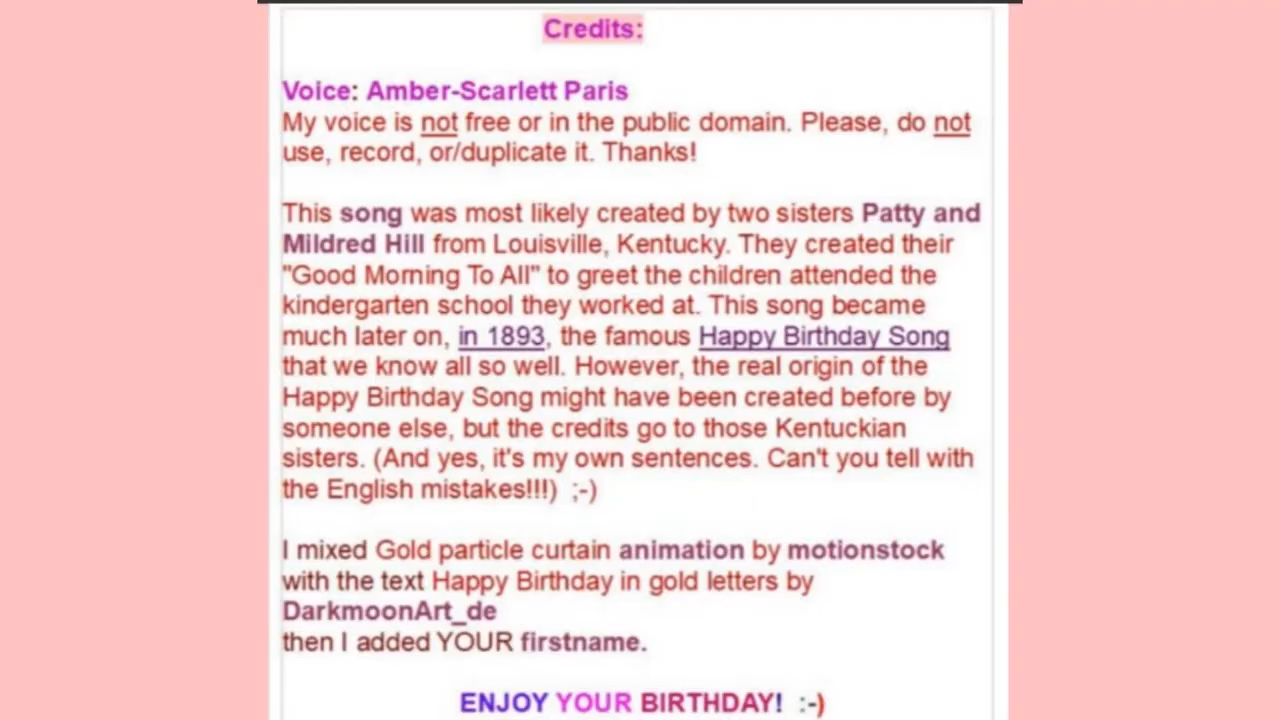 Credits:
Voice: Amber-Scarlett Paris
My voice is not free or in the public domain. Please, do not
use, record, or/duplicate it. Thanks!
This song was most likely created by two sisters Patty and
Mildred Hill from Louisville, Kentucky. They created their
"Good Morning To All" to greet the children attended the
kindergarten school they worked at. This song became
much later on, in 1893, the famous Happy Birthday Song
that we know all so well. However, the real origin of the
Happy Birthday Song might have been created before by
someone else, but the credits go to those Kentuckian
sisters. (And yes, it's my own sentences. Can't you tell with
the English mistakes!!!) ;-)
I mixed Gold particle curtain animation by motionstock
with the text Happy Birthday in gold letters by
DarkmoonArt_de
then I added YOUR firstname.
ENJOY YOUR BIRTHDAY! :-)